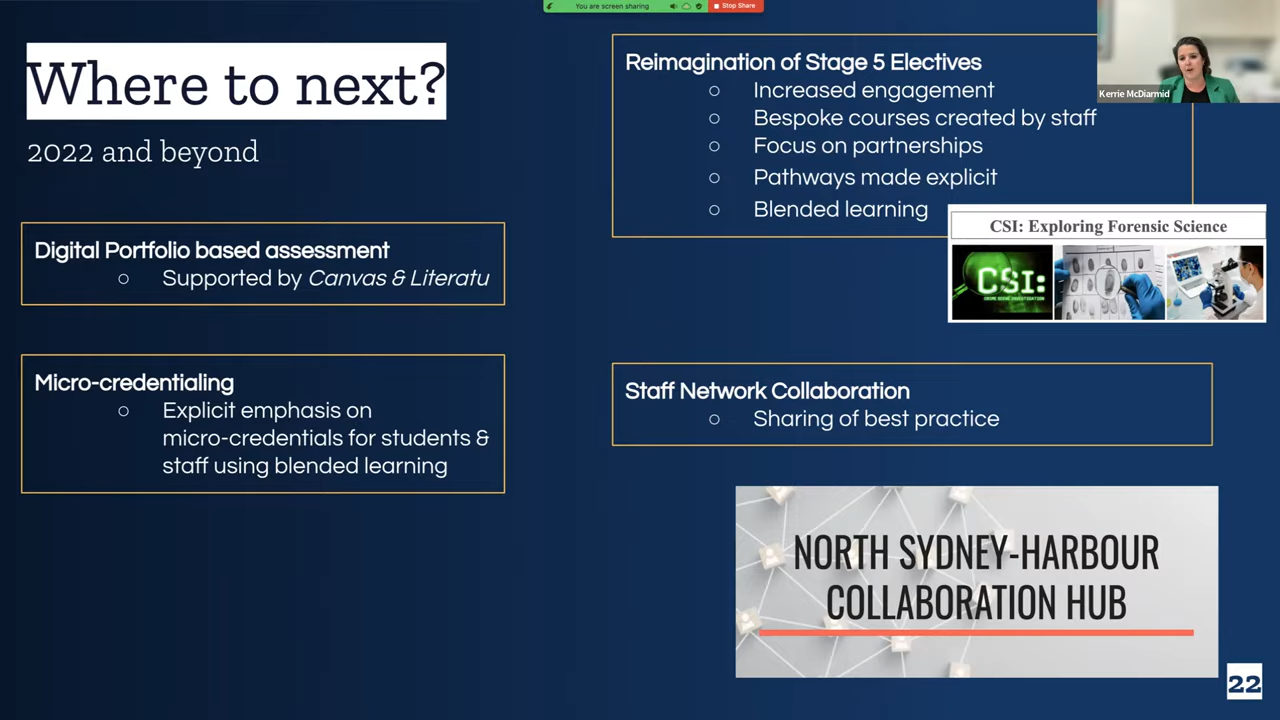 You are screen sharing
Stop Share
Where to next?
2022 and beyond
Digital Portfolio based assessment
○ Supported by Canvas & Literatu
Micro-credentialing
○ Explicit emphasis on
micro-credentials for students &
staff using blended learning
Reimagination of Stage 5 Electives
○ Increased engagement
○ Bespoke courses created by staff
○ Focus on partnerships
○ Pathways made explicit
○ Blended learning
Kerrie McDiarmid
CSI: Exploring Forensic Science
CSI:
CRIME SCENE INVESTIGATION
Staff Network Collaboration
○ Sharing of best practice
NORTH SYDNEY-HARBOUR
COLLABORATION HUB
22